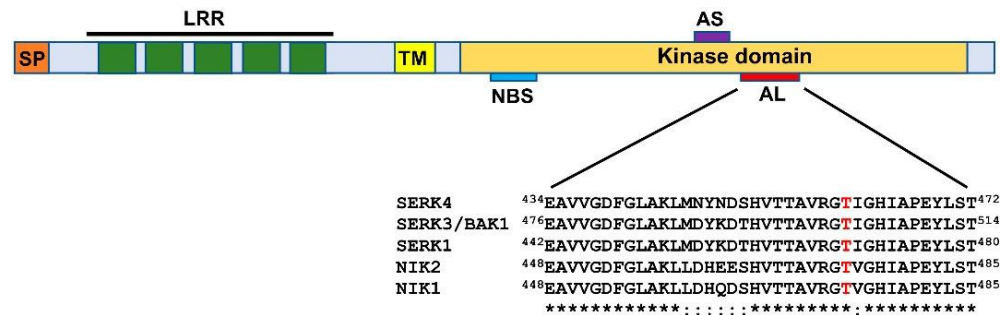 LRR
AS
SP
TM
Kinase domain
NBS
AL
SERK4 434EAVVGDFGLAKLMNYNDSHVTTAVRGTIGHIAPEYLST472
SERK3/BAK1 476EAVVGDFGLAKLMDYKDTHVTTAVRGTIGHIAPEYLST514
SERK1 442EAVVGDFGLAKLMDYKDTHVTTAVRGTIGHIAPEYLST480
NIK2 448EAVVGDFGLAKLLDHEESHVTTAVRGTVGHIAPEYLST485
NIK1 448EAVVGDFGLAKLLDHQDSHVTTAVRGTVGHIAPEYLST485
************::::::*********:**********